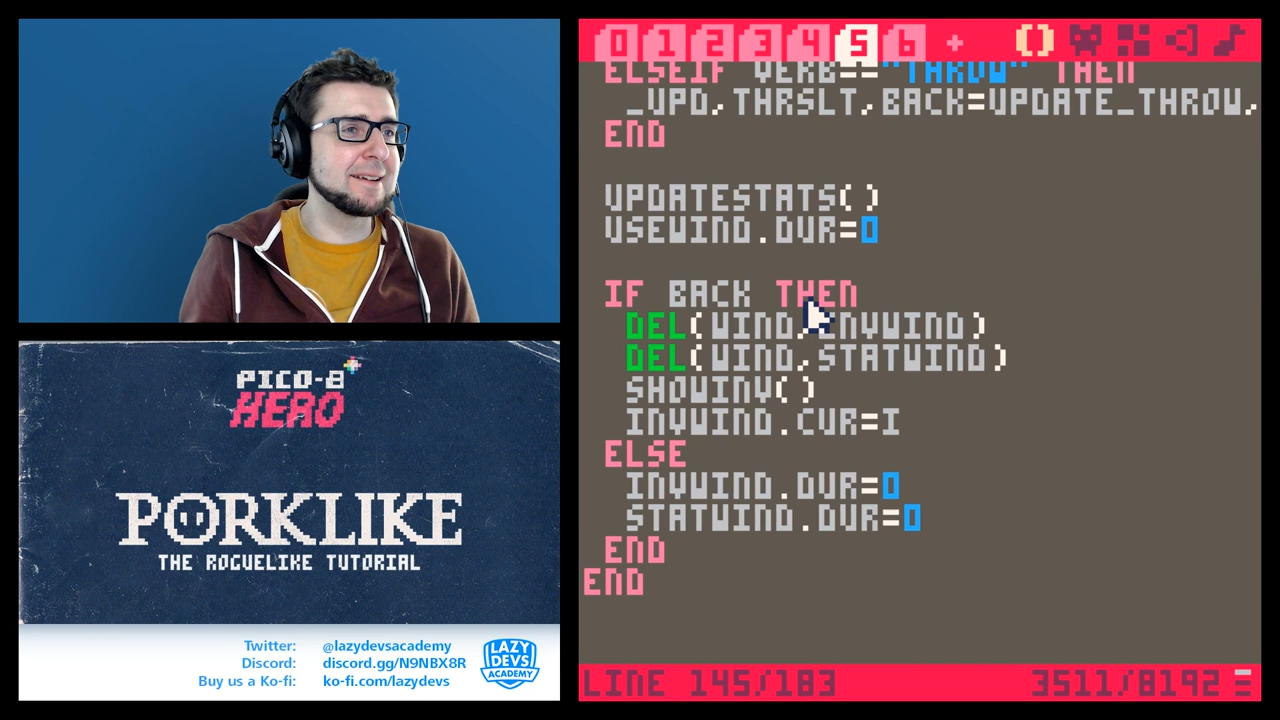 0 1 2 3 4 5 6 +
ELSEIF VERB=="THROW" THEN
_UPD,THRSLT,BACK=UPDATE_THROW,
END
UPDATESTATS()
USEWIND.DUR=0
IF BACK THEN
DEL(WIND,INVWIND)
DEL(WIND,STATWIND)
SHOWINV()
INVWIND.CUR=I
ELSE
INVWIND.DUR=0
STATWIND.DUR=0
END
END
LINE 145/183 3511/8192
PICO-8
HERO
PORKLIKE
THE ROGUELIKE TUTORIAL
Twitter: @lazydevsacademy
Discord: discord.gg/N9NBX8R
Buy us a Ko-fi: ko-fi.com/lazydevs
LAZY
DEVS
ACADEMY